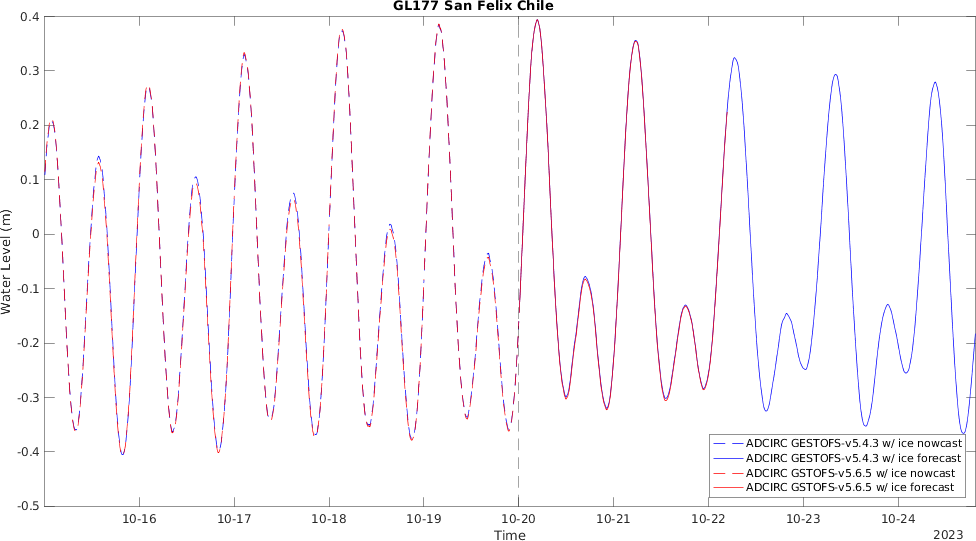 GL177 San Felix Chile
0.4
0.3
0.2
0.1
0
-0.1
-0.2
-0.3
-0.4
-0.5
Water Level (m)
ADCIRC GESTOFS-v5.4.3 w/ ice nowcast
ADCIRC GESTOFS-v5.4.3 w/ ice forecast
ADCIRC GSTOFS-v5.6.5 w/ ice nowcast
ADCIRC GSTOFS-v5.6.5 w/ ice forecast
10-16 10-17 10-18 10-19 10-20 10-21 10-22 10-23 10-24
Time
2023